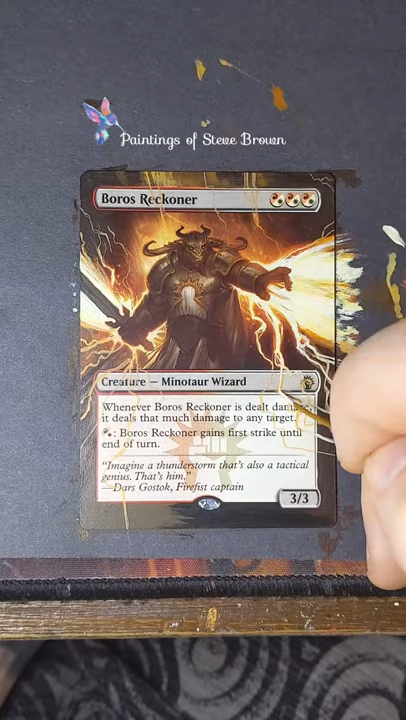 Paintings of Steve Brown
Boros Reckoner
Creature — Minotaur Wizard
Whenever Boros Reckoner is dealt damage,
it deals that much damage to any target.
: Boros Reckoner gains first strike until
end of turn.
"Imagine a thunderstorm that's also a tactical
genius. That's him."
—Dars Gostok, Firefist captain
3/3